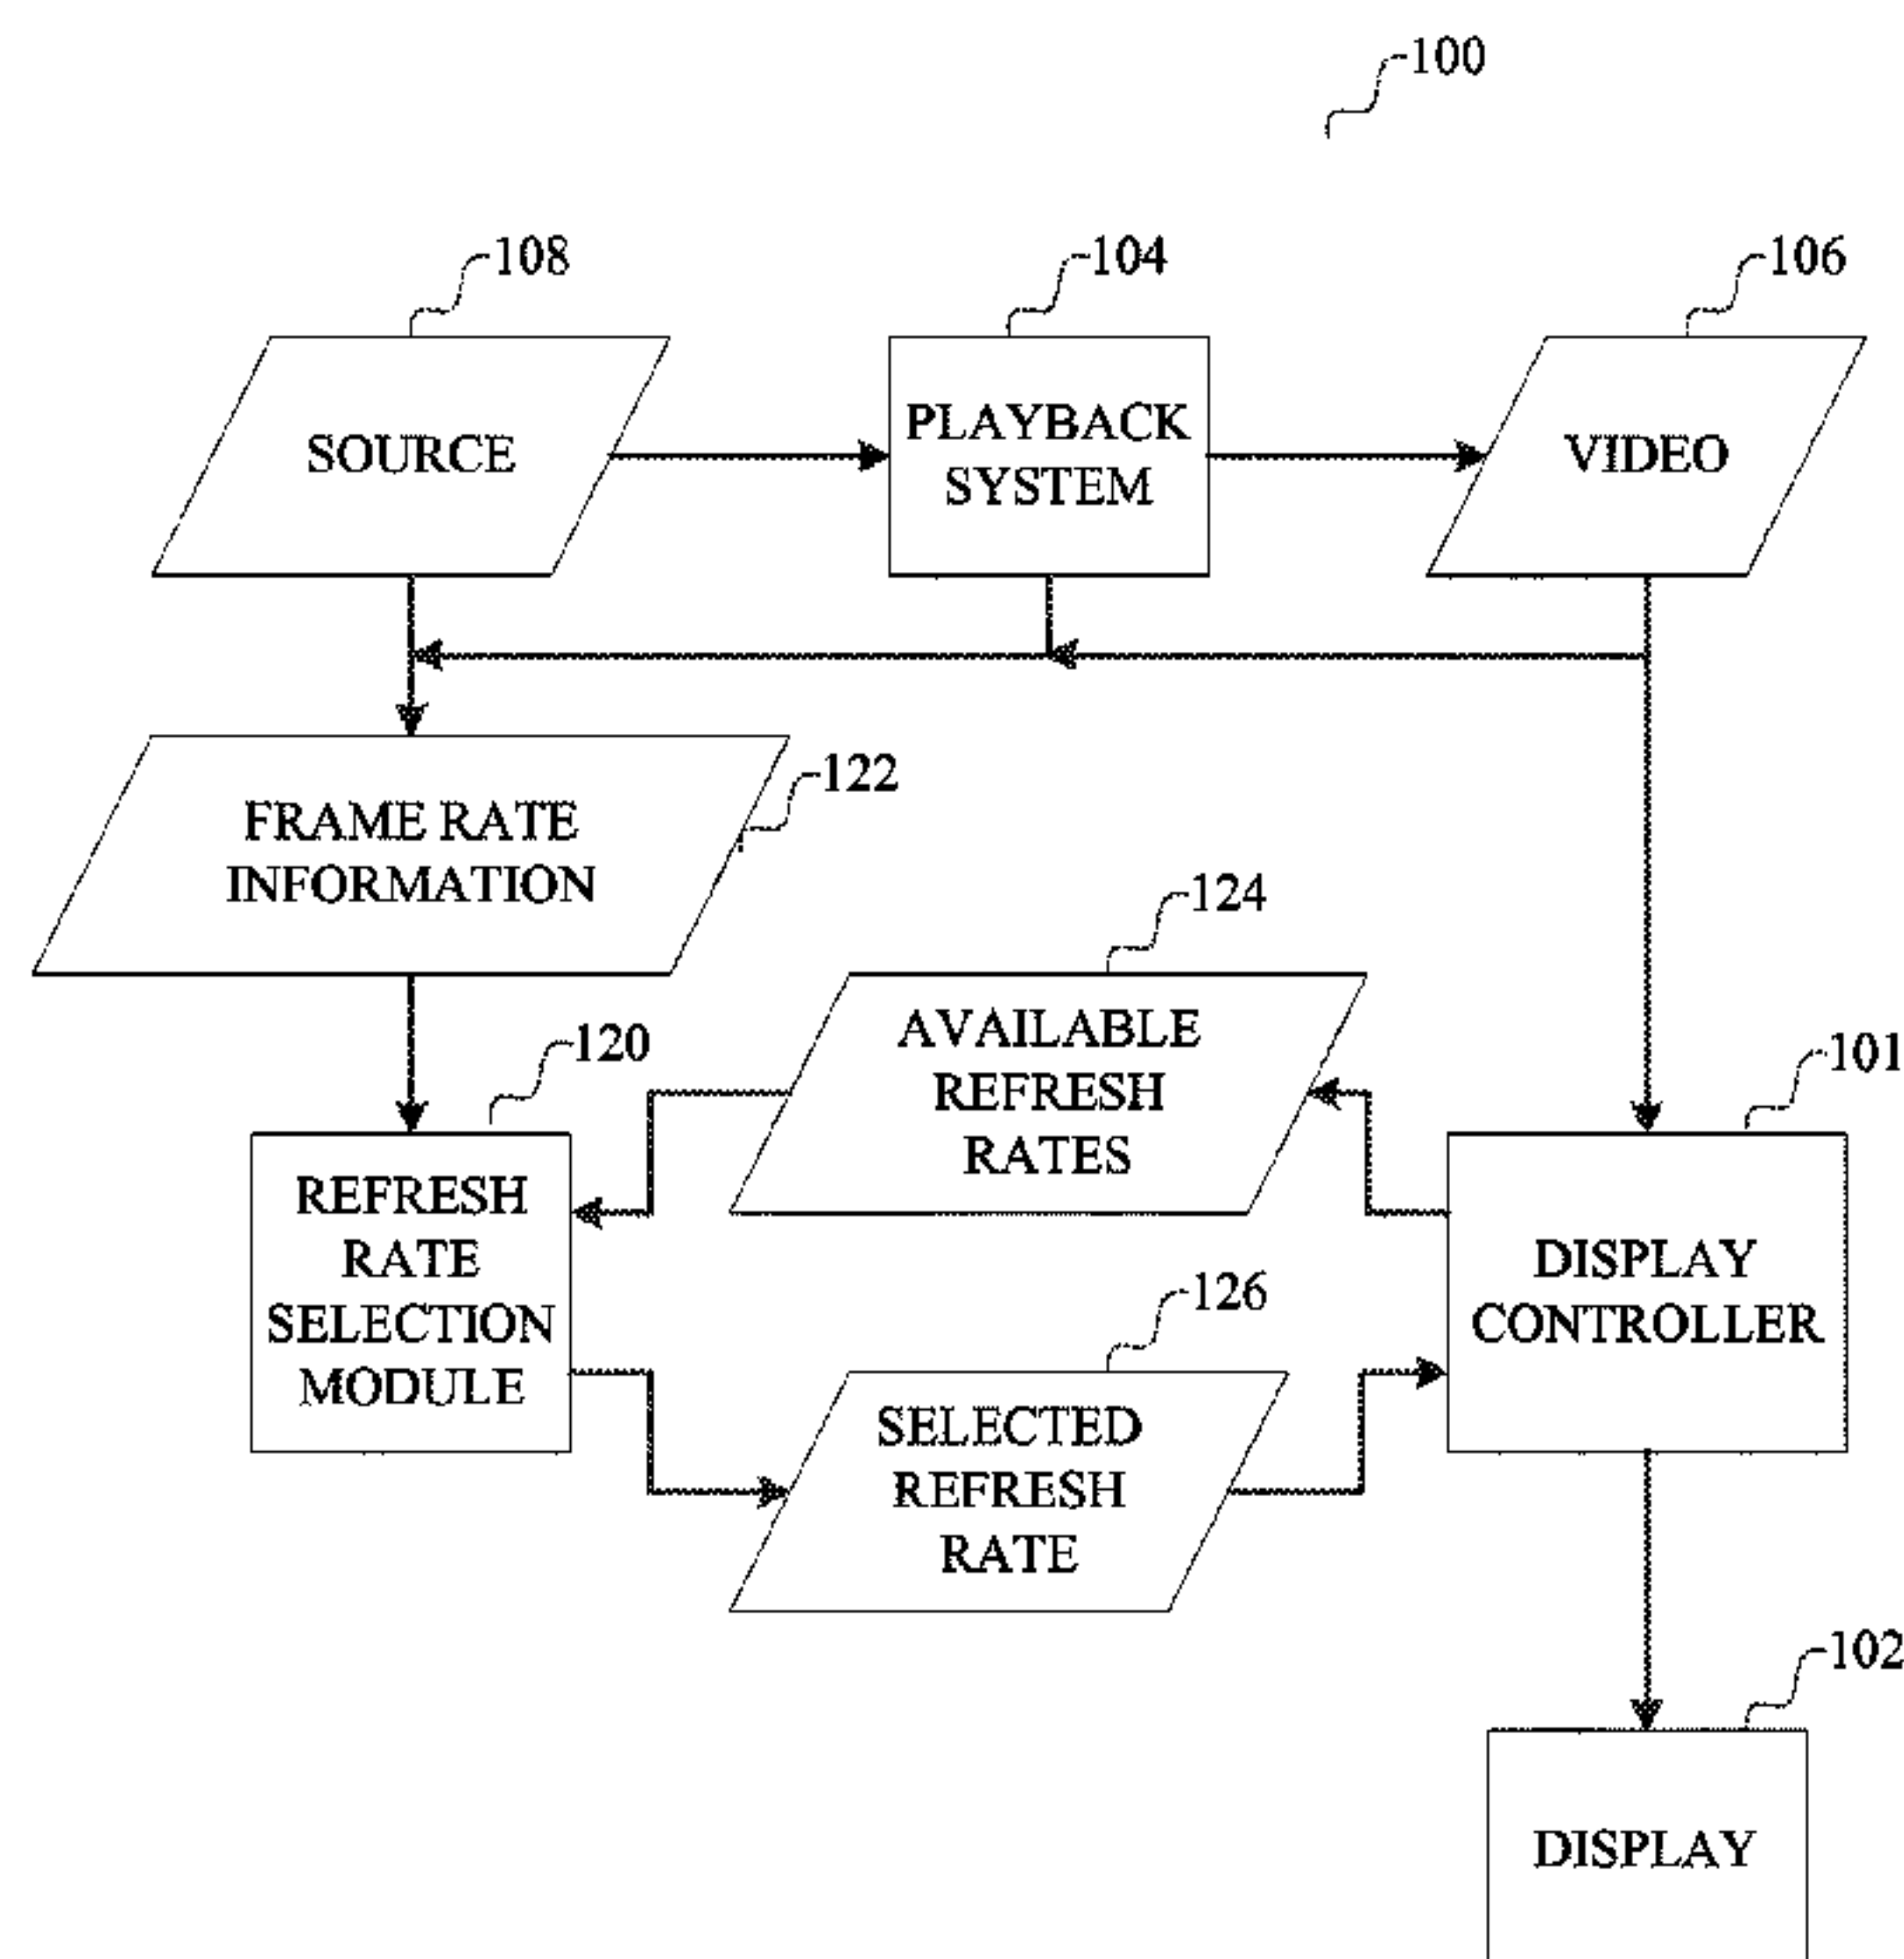 100
108
104
106
SOURCE
PLAYBACK
SYSTEM
VIDEO
122
FRAME RATE
INFORMATION
124
AVAILABLE
REFRESH
RATES
120
101
REFRESH
RATE
SELECTION
MODULE
DISPLAY
CONTROLLER
126
SELECTED
REFRESH
RATE
102
DISPLAY